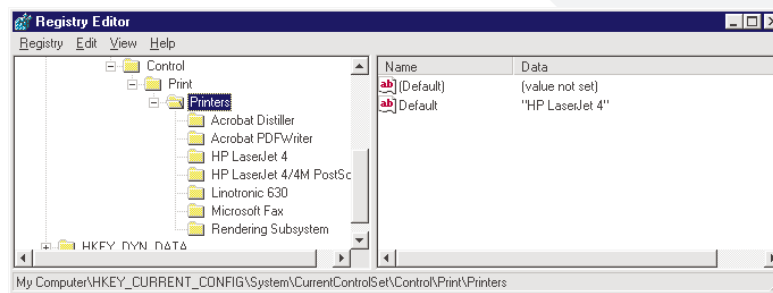 Registry Editor
Registry Edit View Help
Control
Print
Printers
Acrobat Distiller
Acrobat PDFWriter
HP LaserJet 4
HP LaserJet 4/4M PostSc
Linotronic 630
Microsoft Fax
Rendering Subsystem
HKEY_DYN_DATA
Name Data
ab (Default) (value not set)
ab Default "HP LaserJet 4"
My Computer\HKEY_CURRENT_CONFIG\System\CurrentControlSet\Control\Print\Printers